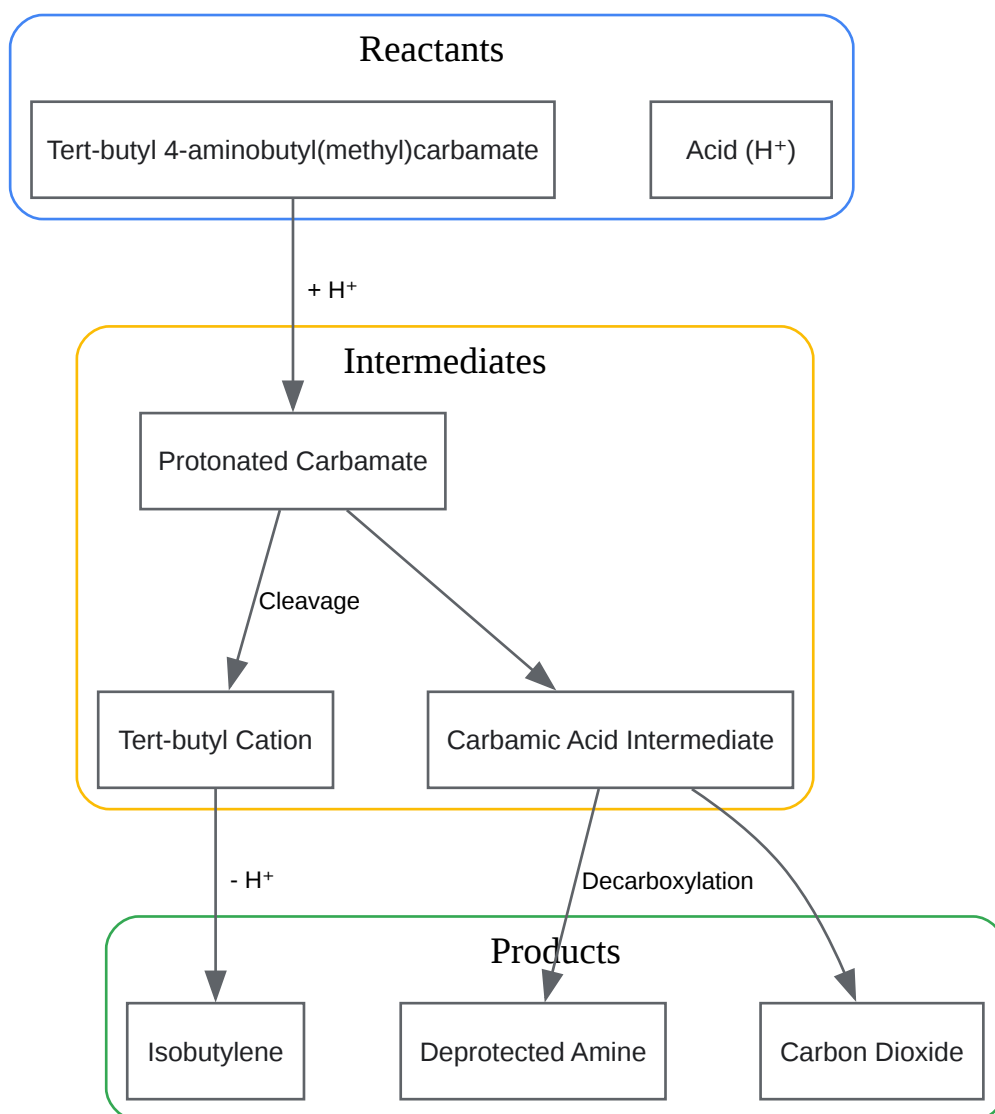 Reactants
Tert-butyl 4-aminobutyl(methyl)carbamate
Acid (H⁺)
+ H⁺
Intermediates
Protonated Carbamate
Cleavage
Tert-butyl Cation
Carbamic Acid Intermediate
- H⁺
Decarboxylation
Products
Isobutylene
Deprotected Amine
Carbon Dioxide